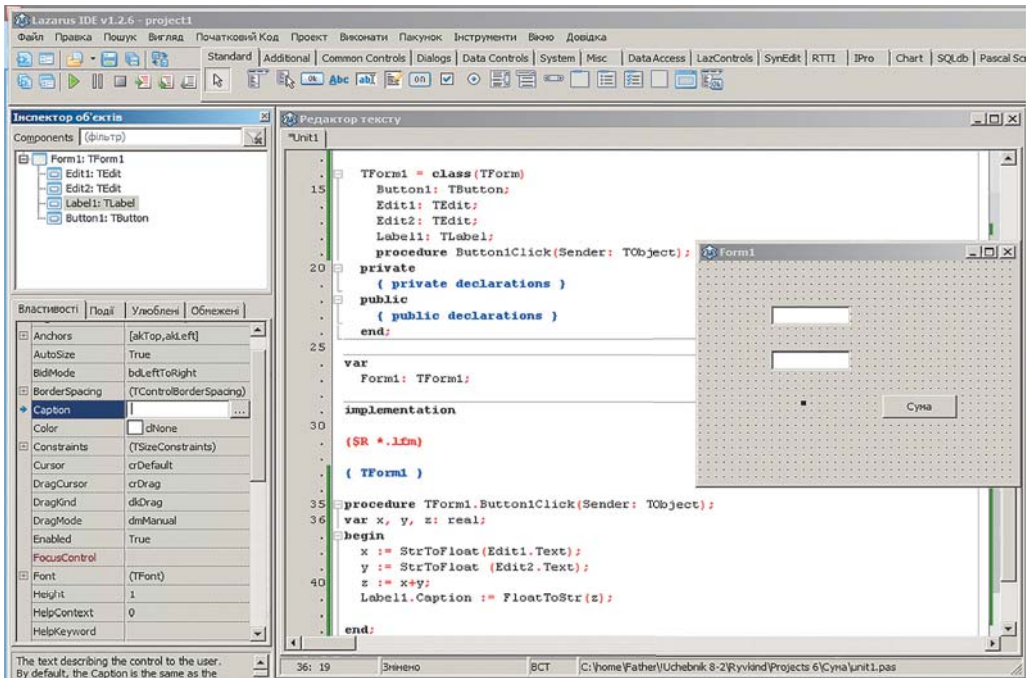 Lazarus IDE v1.2.6 - project1
Файл Правка Пошук Вигляд Початковий Код Проект Виконати Пакунок Інструменти Вікно Довідка
Standard Additional Common Controls Dialogs Data Controls System Misc Data Access LazControls SynEdit RTTI IPro Chart SQLdb Pascal Sc
Ok Abc ab on
Інспектор об'єктів
Components (фільтр)
Form1: TForm1
Edit1: TEdit
Edit2: TEdit
Label1: TLabel
Button1: TButton
Властивості Події Улюблені Обмежені
Anchors [akTop,akLeft]
AutoSize True
BidiMode bdLeftToRight
BorderSpacing (TControlBorderSpacing)
Caption ...
Color clNone
Constraints (TSizeConstraints)
Cursor crDefault
DragCursor crDrag
DragKind dkDrag
DragMode dmManual
Enabled True
FocusControl
Font (TFont)
Height 1
HelpContext 0
HelpKeyword
The text describing the control to the user.
By default, the Caption is the same as the
Редактор тексту
*Unit1
TForm1 = class(TForm)
15 Button1: TButton;
Edit1: TEdit;
Edit2: TEdit;
Label1: TLabel;
procedure Button1Click(Sender: TObject);
20 private
{ private declarations }
public
{ public declarations }
end;
25
var
Form1: TForm1;
implementation
30
{$R *.lfm}
{ TForm1 }
35 procedure TForm1.Button1Click(Sender: TObject);
36 var x, y, z: real;
begin
x := StrToFloat(Edit1.Text);
y := StrToFloat (Edit2.Text);
40 z := x+y;
Label1.Caption := FloatToStr(z);
end;
36: 19 Змінено ВСТ C:\home\Father\!Uchebnik 8-2\Ryvkind\Projects 6\Сума\unit1.pas
Form1
Сума